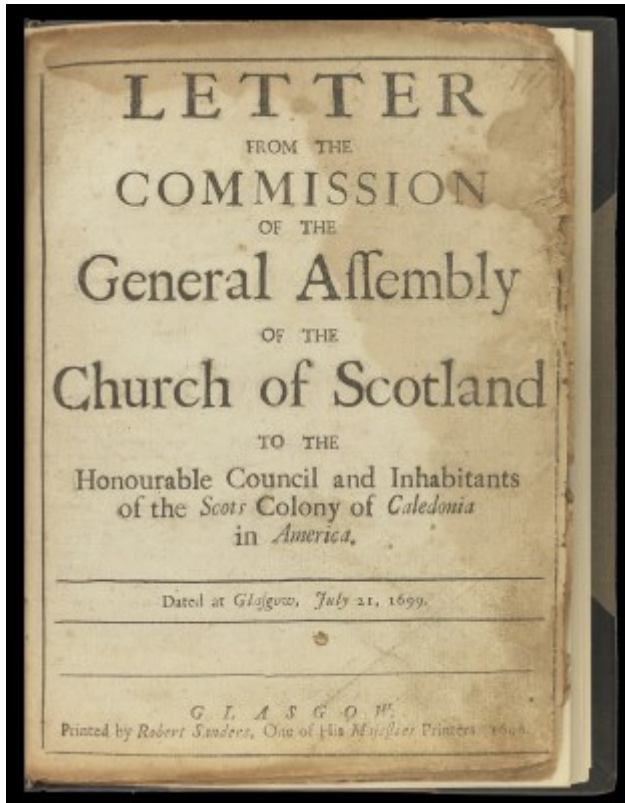 LETTER
FROM THE
COMMISSION
OF THE
General Aſſembly
OF THE
Church of Scotland
TO THE
Honourable Council and Inhabitants
of the Scots Colony of Caledonia
in America.
Dated at Glaſgow, July 21, 1699.
GLASGOW,
Printed by Robert Sanders, One of His Majeſties Printers